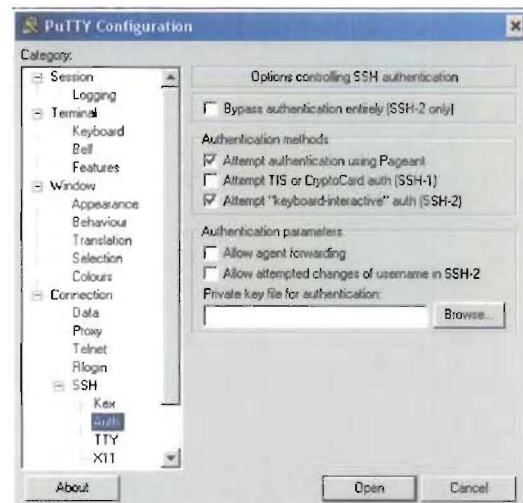 PuTTY Configuration
Category:
Session
Logging
Terminal
Keyboard
Bell
Features
Window
Appearance
Behaviour
Translation
Selection
Colours
Connection
Data
Proxy
Telnet
Rlogin
SSH
Kex
Auth
TTY
X11
Options controlling SSH authentication
Bypass authentication entirely (SSH-2 only)
Authentication methods
Attempt authentication using Pageant
Attempt TIS or CryptoCard auth (SSH-1)
Attempt "keyboard-interactive" auth (SSH-2)
Authentication parameters
Allow agent forwarding
Allow attempted changes of username in SSH-2
Private key file for authentication:
Browse...
About
Open
Cancel